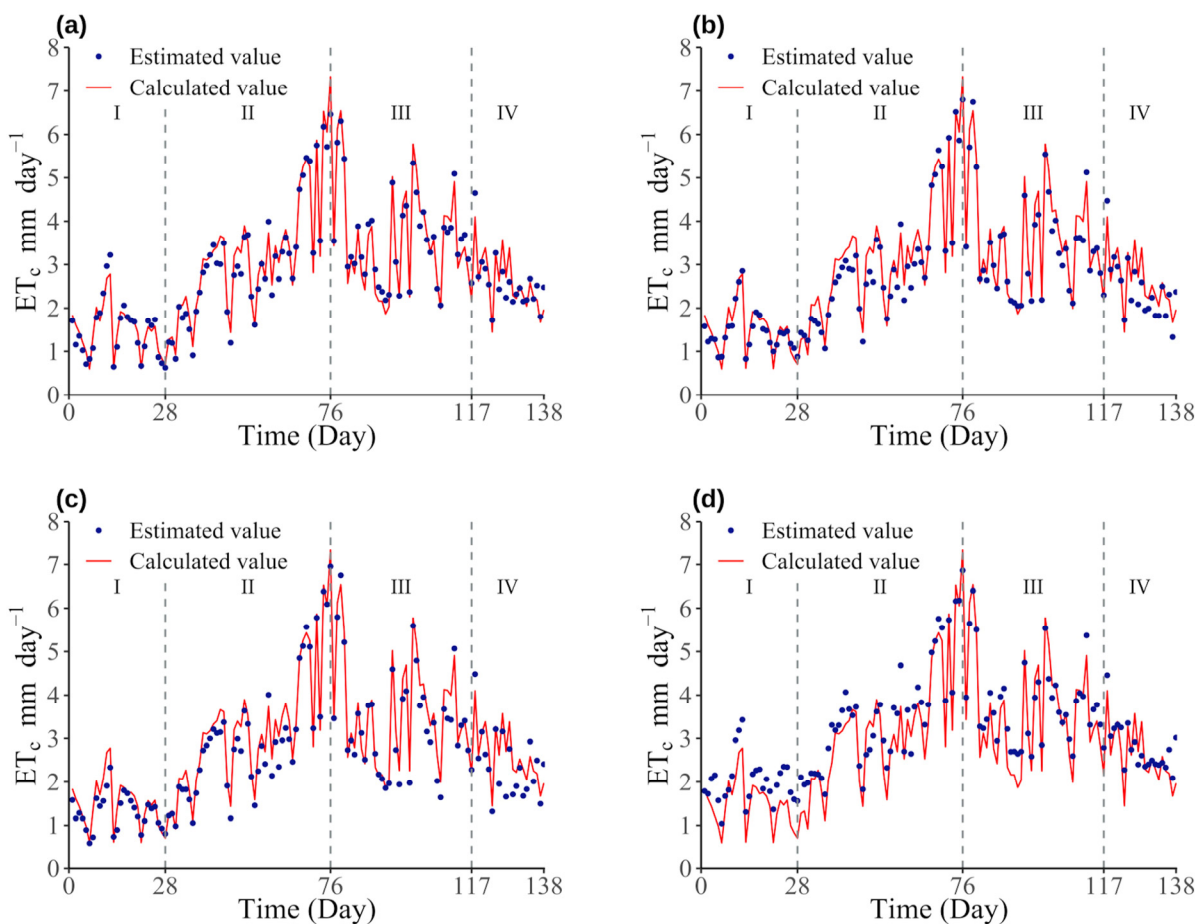 (a)
8
7
6
5
4
3
2
1
0
ETc mm day−1
Estimated value
Calculated value
I II III IV
0 28 76 117 138
Time (Day)
(b)
8
7
6
5
4
3
2
1
0
ETc mm day−1
Estimated value
Calculated value
I II III IV
0 28 76 117 138
Time (Day)
(c)
8
7
6
5
4
3
2
1
0
ETc mm day−1
Estimated value
Calculated value
I II III IV
0 28 76 117 138
Time (Day)
(d)
8
7
6
5
4
3
2
1
0
ETc mm day−1
Estimated value
Calculated value
I II III IV
0 28 76 117 138
Time (Day)